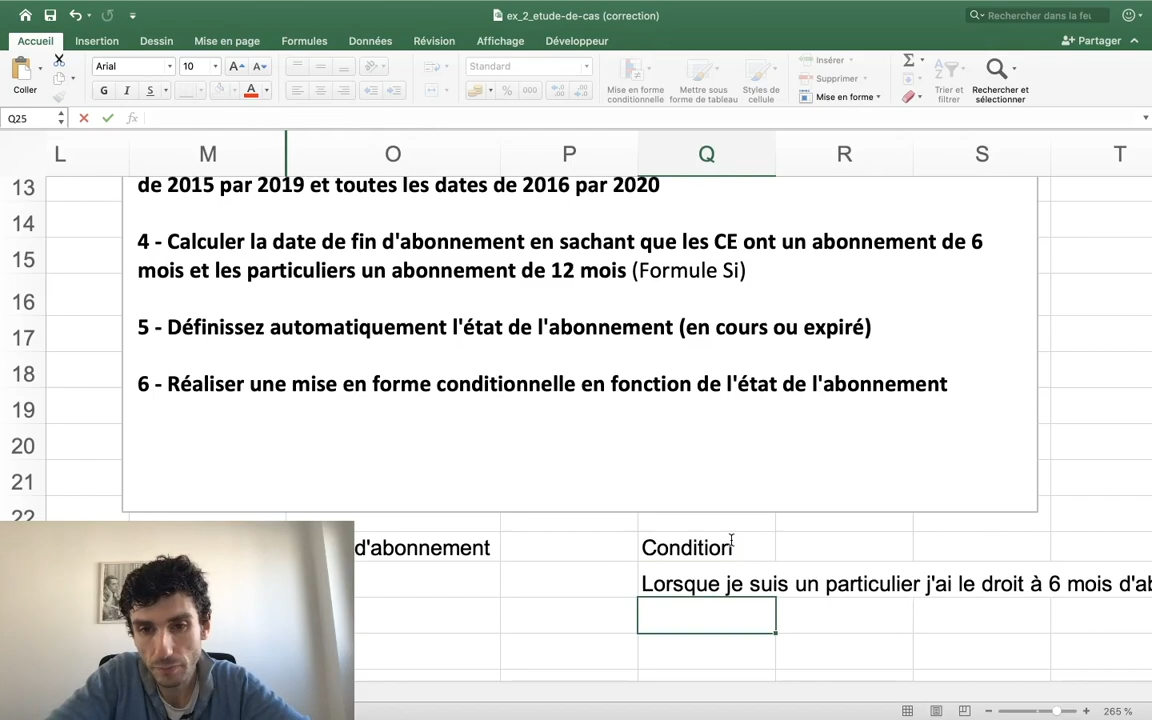 ex_2_etude-de-cas (correction)
Rechercher dans la feu
Accueil
Insertion
Dessin
Mise en page
Formules
Données
Révision
Affichage
Développeur
Partager
Coller
Arial
10
G I S
A
Standard
% 000
Mise en forme
conditionnelle
Mettre sous
forme de tableau
Styles de
cellule
Insérer
Supprimer
Mise en forme
Trier et
filtrer
Rechercher et
sélectionner
Q25
fx
L M O P Q R S T
13
14
15
16
17
18
19
20
21
22
de 2015 par 2019 et toutes les dates de 2016 par 2020
4 - Calculer la date de fin d'abonnement en sachant que les CE ont un abonnement de 6
mois et les particuliers un abonnement de 12 mois (Formule Si)
5 - Définissez automatiquement l'état de l'abonnement (en cours ou expiré)
6 - Réaliser une mise en forme conditionnelle en fonction de l'état de l'abonnement
d'abonnement
Condition
Lorsque je suis un particulier j'ai le droit à 6 mois d'ab
265 %